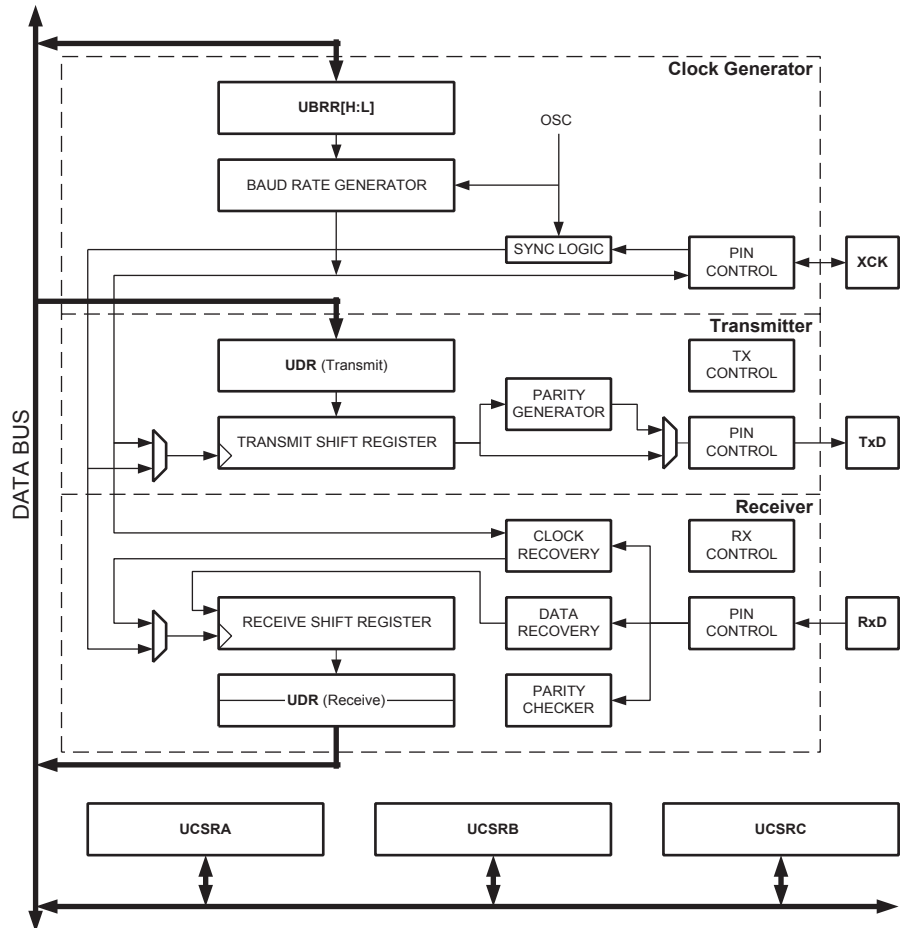 Clock Generator
UBRR[H:L]
OSC
BAUD RATE GENERATOR
SYNC LOGIC
PIN
CONTROL
XCK
Transmitter
UDR (Transmit)
TX
CONTROL
PARITY
GENERATOR
TRANSMIT SHIFT REGISTER
PIN
CONTROL
TxD
DATA BUS
Receiver
CLOCK
RECOVERY
RX
CONTROL
RECEIVE SHIFT REGISTER
DATA
RECOVERY
PIN
CONTROL
RxD
UDR (Receive)
PARITY
CHECKER
UCSRA
UCSRB
UCSRC